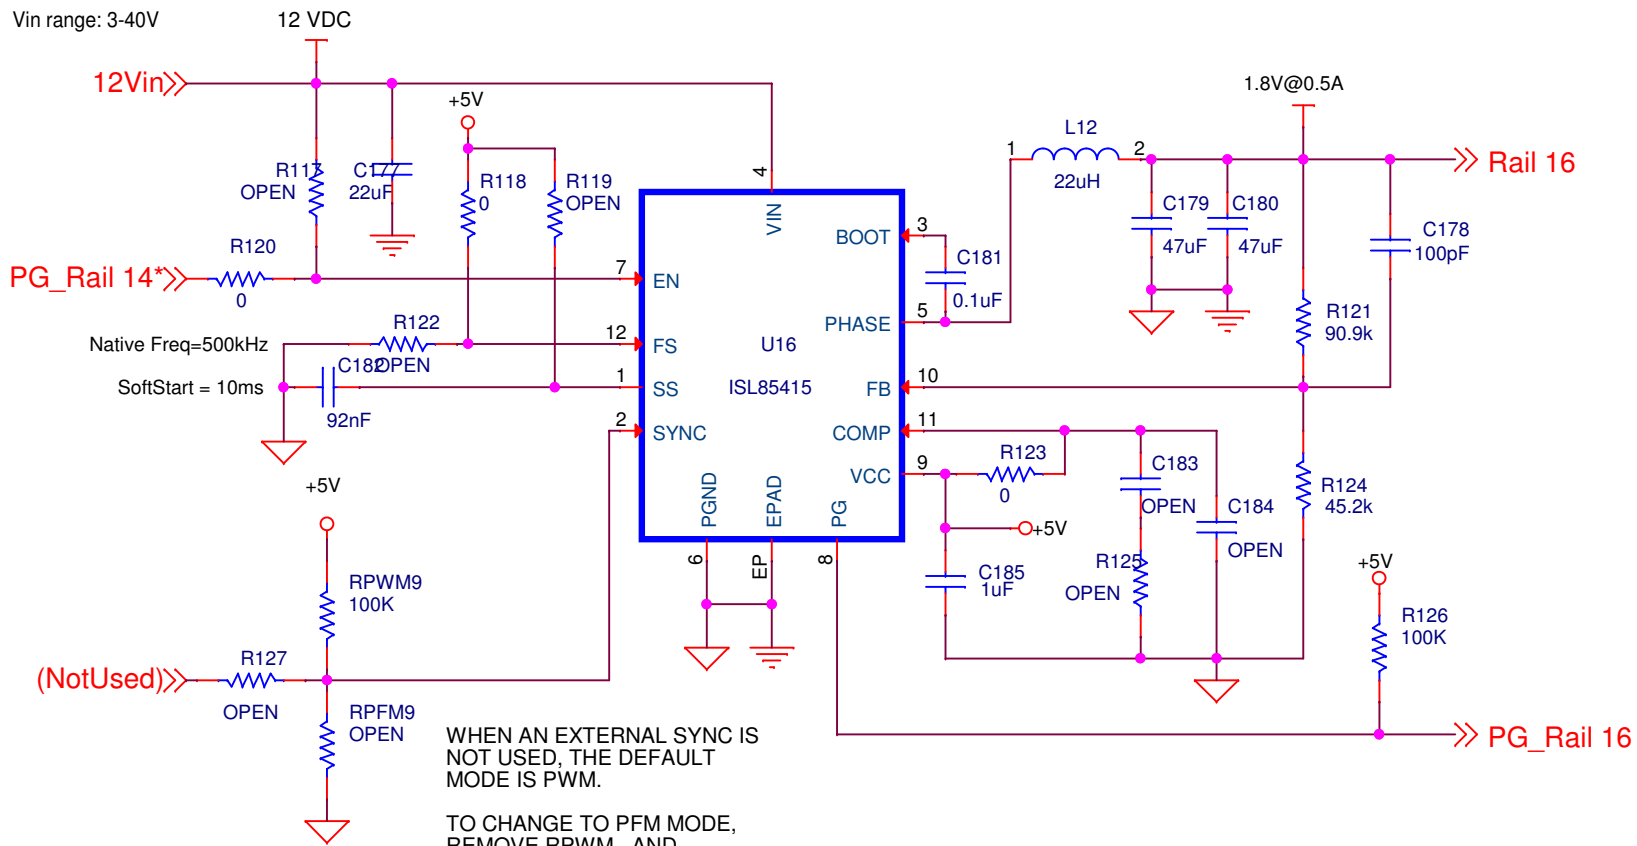 Vin range: 3-40V
12 VDC
12Vin
+5V
1.8V@0.5A
L12
1
2
22uH
Rail 16
R117
OPEN
22uF
R118
0
R119
OPEN
4
VIN
BOOT
3
C181
0.1uF
C179
47uF
C180
47uF
C178
100pF
R120
0
PG_Rail 14*
7
EN
PHASE
5
R121
90.9k
Native Freq=500kHz
R122
OPEN
12
FS
U16
ISL85415
SoftStart = 10ms
C182
92nF
1
SS
FB
10
2
SYNC
COMP
11
VCC
9
R123
0
C183
OPEN
C184
OPEN
R124
45.2k
PGND
EPAD
PG
6
EP
8
+5V
C185
1uF
R125
OPEN
+5V
RPWM9
100K
+5V
R126
100K
(NotUsed)
R127
OPEN
RPFM9
OPEN
PG_Rail 16
WHEN AN EXTERNAL SYNC IS
NOT USED, THE DEFAULT
MODE IS PWM.
TO CHANGE TO PFM MODE,
REMOVE RPWM AND